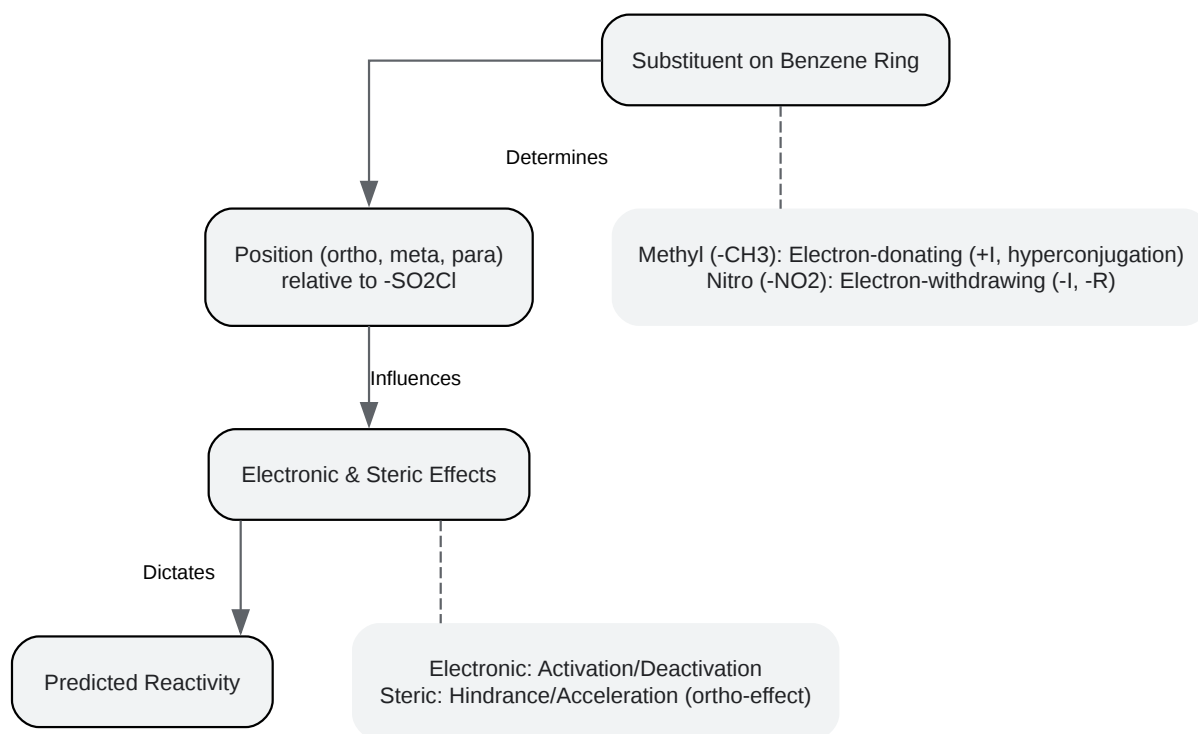 Substituent on Benzene Ring
Determines
Position (ortho, meta, para)
relative to -SO2Cl
Methyl (-CH3): Electron-donating (+I, hyperconjugation)
Nitro (-NO2): Electron-withdrawing (-I, -R)
Influences
Electronic & Steric Effects
Dictates
Predicted Reactivity
Electronic: Activation/Deactivation
Steric: Hindrance/Acceleration (ortho-effect)